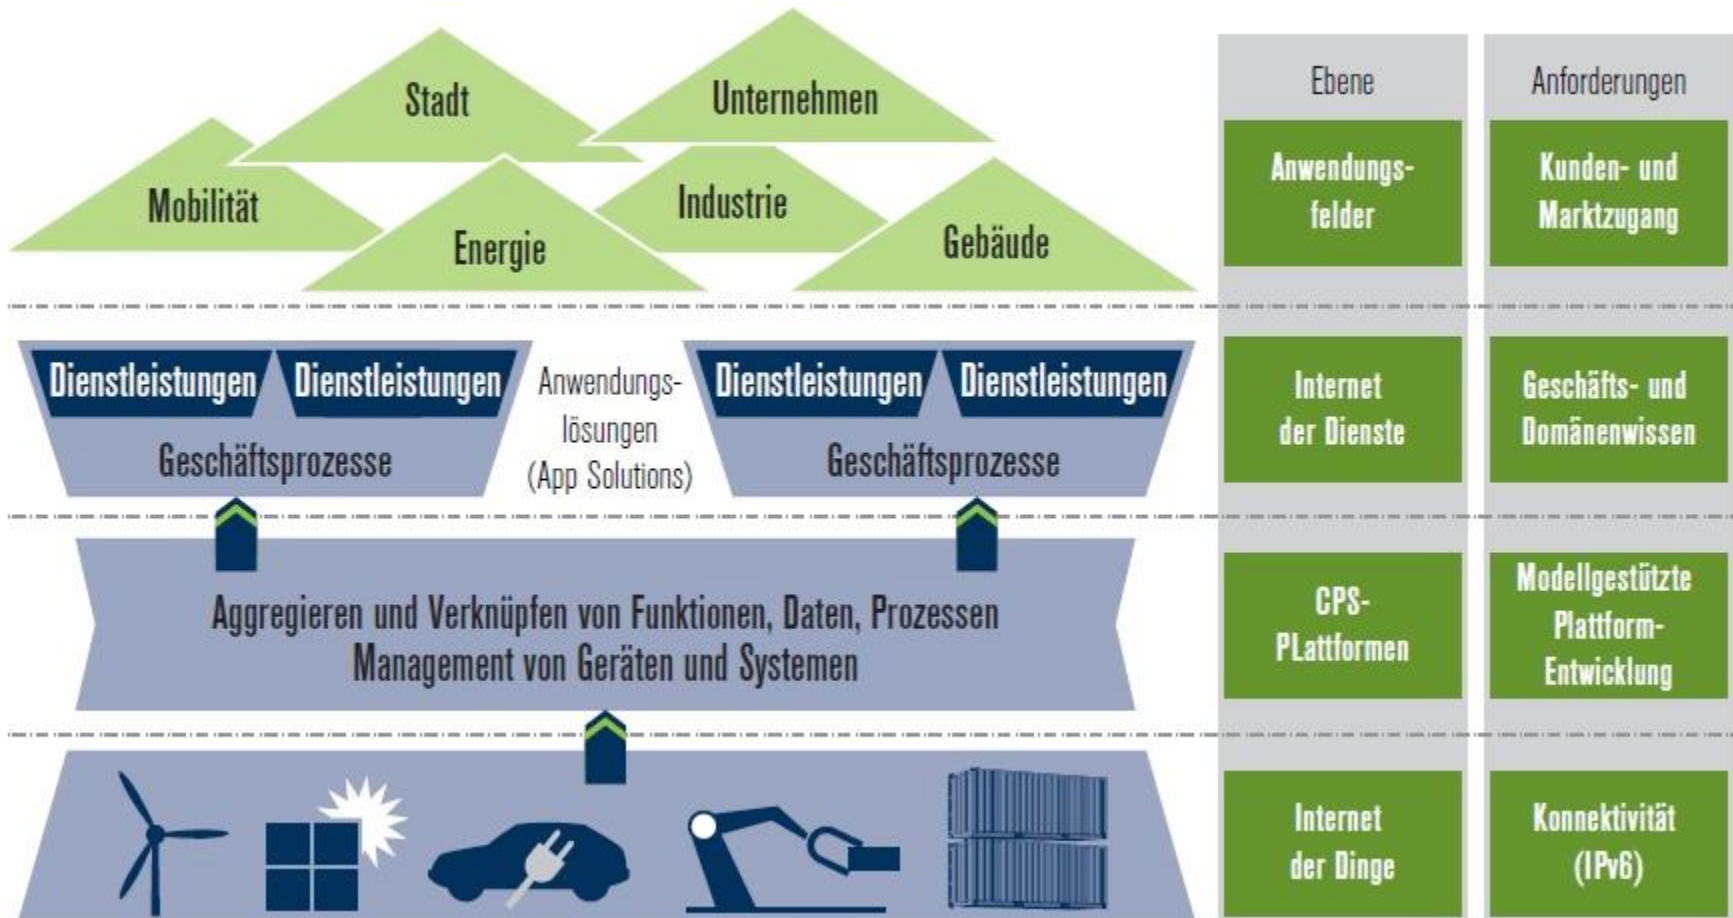 Stadt
Unternehmen
Mobilität
Energie
Industrie
Gebäude
Ebene
Anforderungen
Anwendungs-
felder
Kunden- und
Marktzugang
Dienstleistungen
Dienstleistungen
Geschäftsprozesse
Anwendungs-
lösungen
(App Solutions)
Dienstleistungen
Dienstleistungen
Geschäftsprozesse
Internet
der Dienste
Geschäfts- und
Domänenwissen
Aggregieren und Verknüpfen von Funktionen, Daten, Prozessen
Management von Geräten und Systemen
CPS-
PLattformen
Modellgestützte
Plattform-
Entwicklung
Internet
der Dinge
Konnektivität
(IPv6)